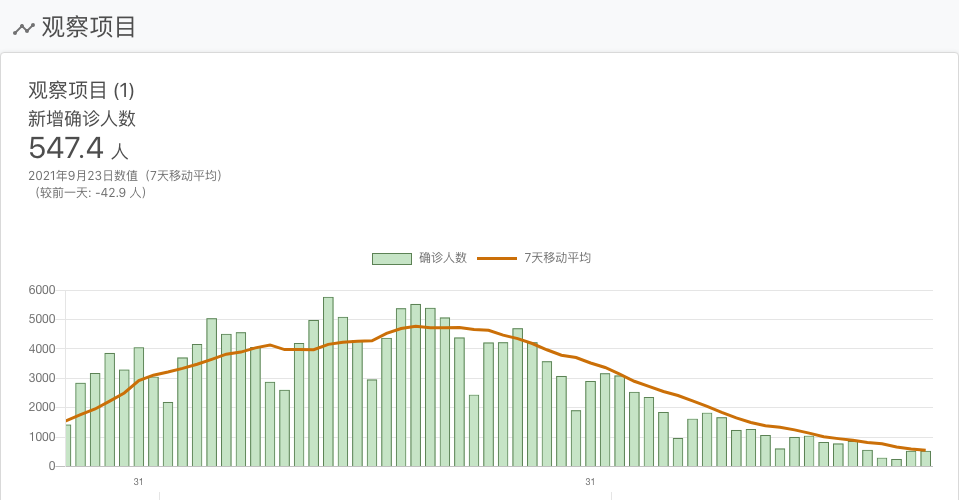 观察项目
观察项目 (1)
新增确诊人数
547.4 人
2021年9月23日数值（7天移动平均）
（较前一天: -42.9 人）
确诊人数 7天移动平均
6000
5000
4000
3000
2000
1000
0
31 31